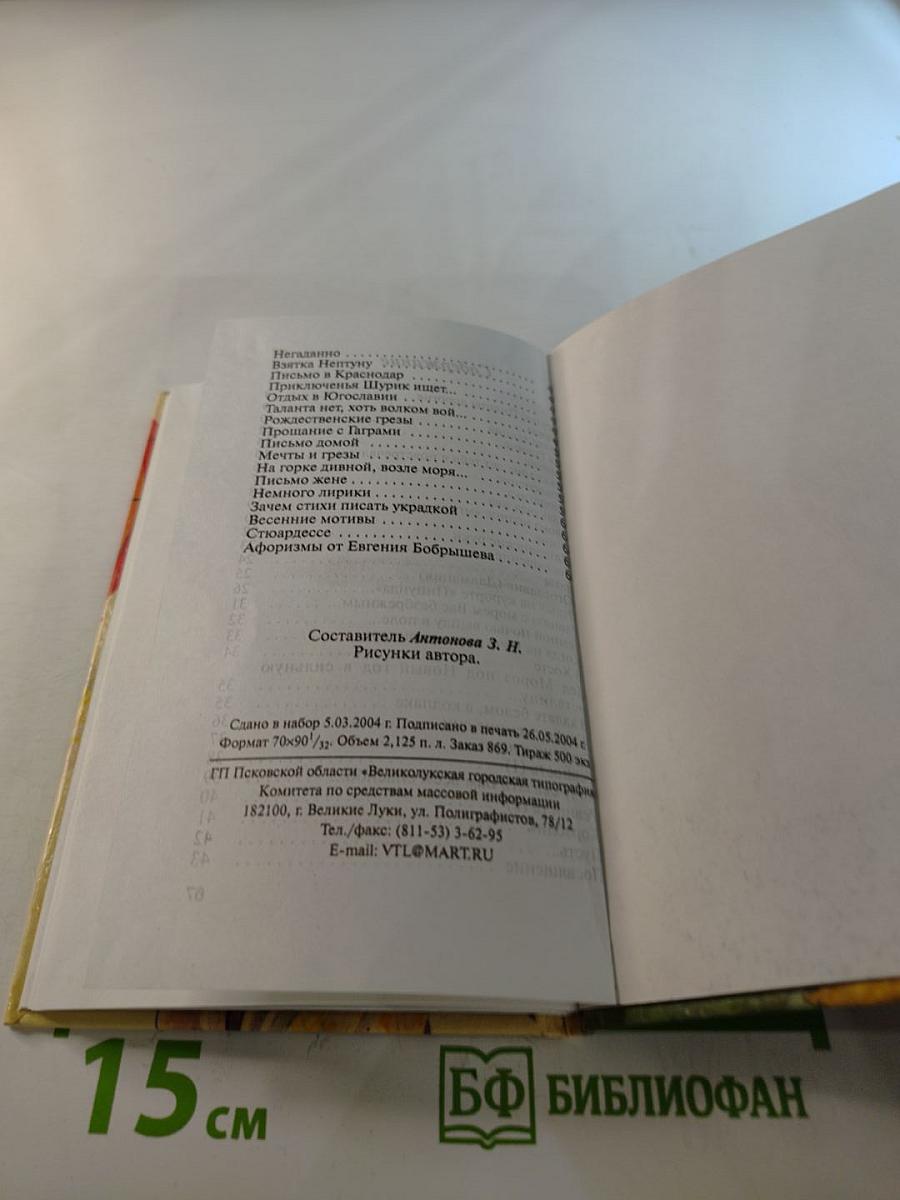 Негаданно ..................
Взятка Нептуну ..................
Письмо в Краснодар ..................
Приключенья Шурик ищет... ..................
Отдых в Югославии ..................
Таланта нет, хоть волком вой... ..................
Рождественские грезы ..................
Прощание с Гаграми ..................
Письмо домой ..................
Мечты и грезы ..................
На горке дивной, возле моря... ..................
Письмо жене ..................
Немного лирики ..................
Зачем стихи писать украдкой ..................
Весенние мотивы ..................
Стюардессе ..................
Афоризмы от Евгения Бобрышева .......
Составитель Антонова З. Н.
Рисунки автора.
Сдано в набор 5.03.2004 г. Подписано в печать 26.05.2004 г.
Формат 70×90 1/32. Объем 2,125 п. л. Заказ 869. Тираж 500 экз
ГП Псковской области «Великолукская городская типография
Комитета по средствам массовой информации
182100, г. Великие Луки, ул. Полиграфистов, 78/12
Тел./факс: (811-53) 3-62-95
E-mail: VTL@MART.RU
67
15 см
БФ БИБЛИОФАН